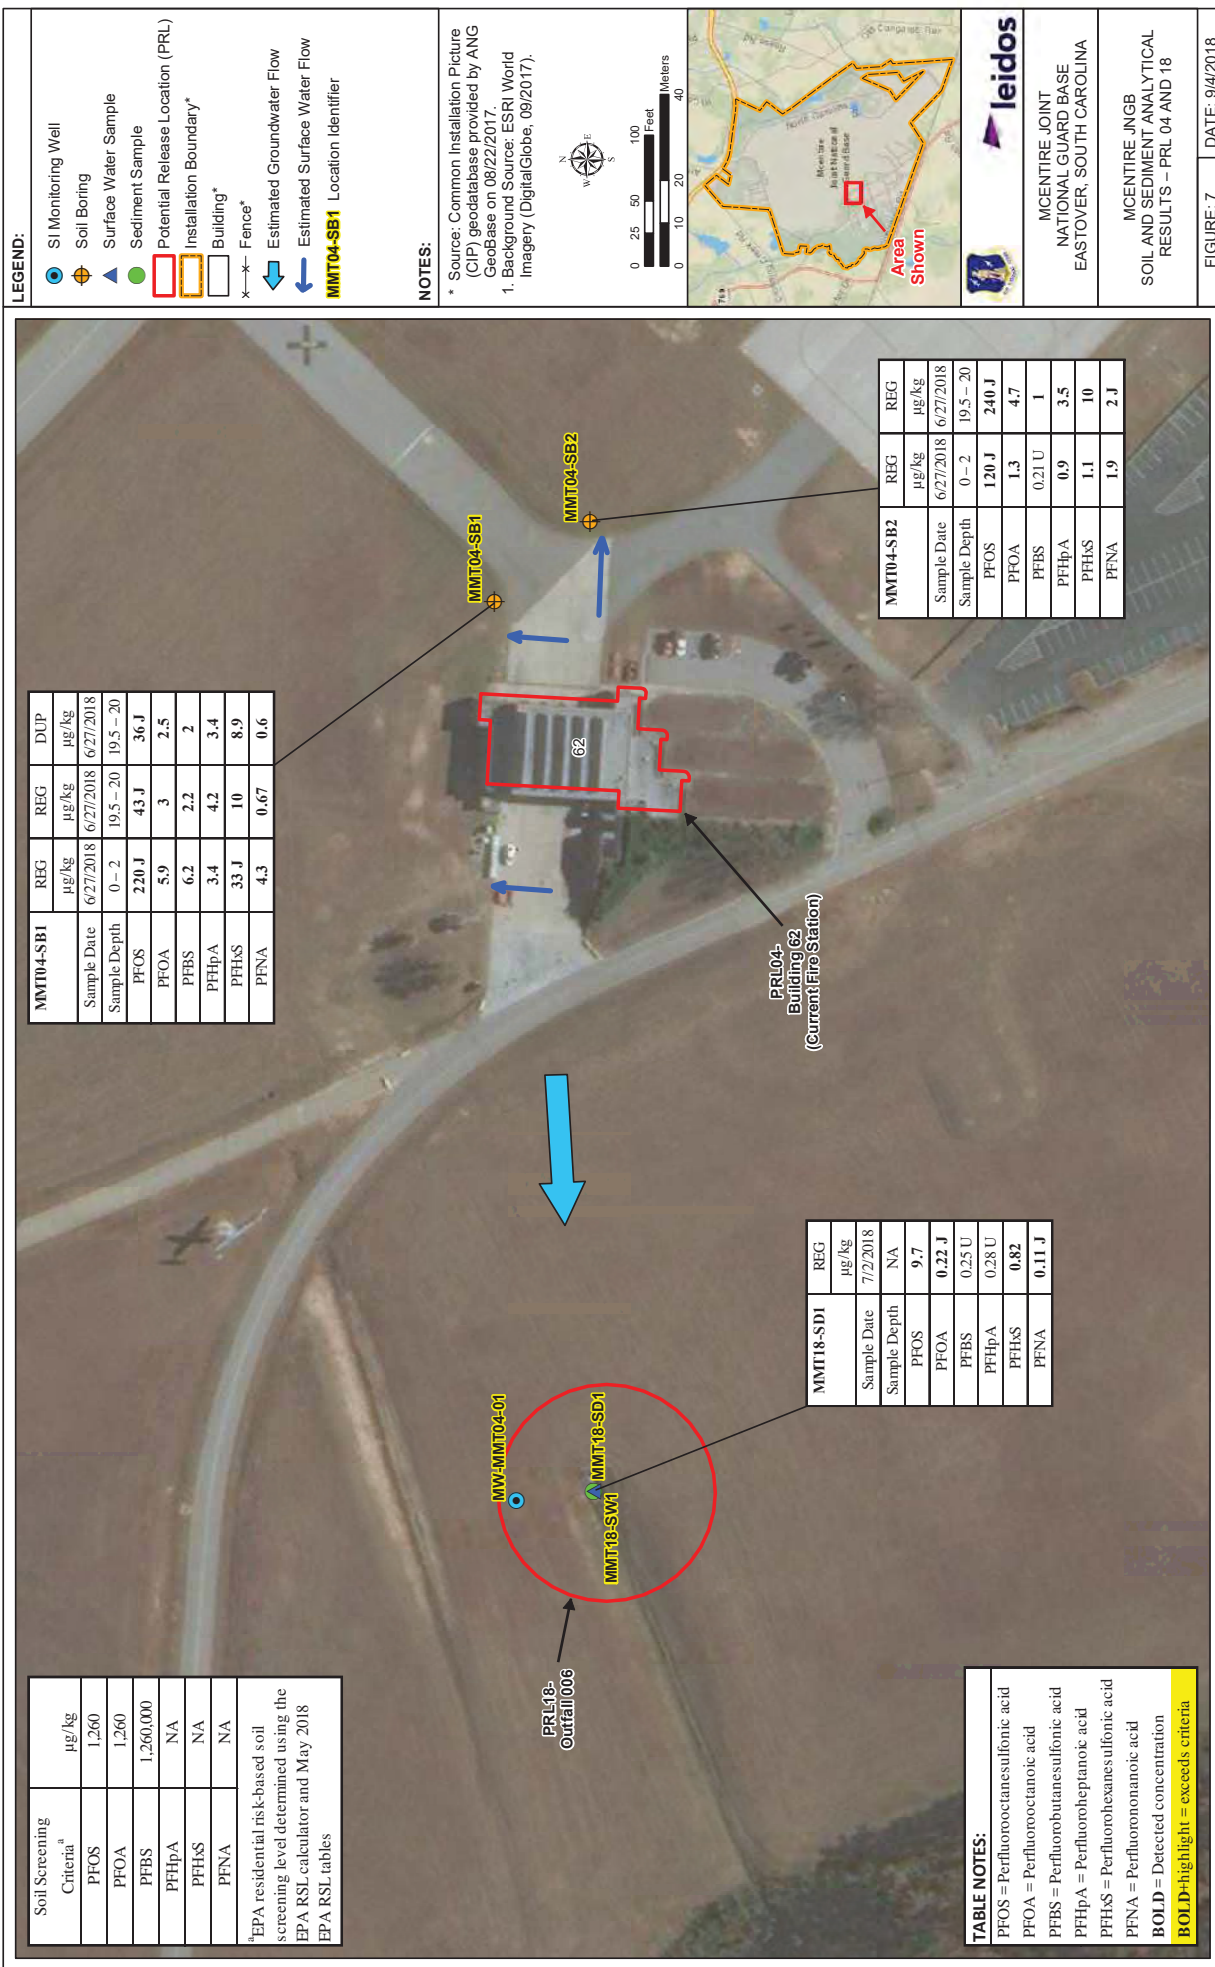 Soil Screening
Criteriaᵃ µg/kg
PFOS 1,260
PFOA 1,260
PFBS 1,260,000
PFHpA NA
PFHxS NA
PFNA NA
ᵃEPA residential risk-based soil
screening level determined using the
EPA RSL calculator and May 2018
EPA RSL tables
MMT04-SB1 REG REG DUP
µg/kg µg/kg µg/kg
Sample Date 6/27/2018 6/27/2018 6/27/2018
Sample Depth 0 – 2 19.5 – 20 19.5 – 20
PFOS 220 J 43 J 36 J
PFOA 5.9 3 2.5
PFBS 6.2 2.2 2
PFHpA 3.4 4.2 3.4
PFHxS 33 J 10 8.9
PFNA 4.3 0.67 0.6
MMT04-SB1
MMT04-SB2
62
MW-MMT04-01
MMT18-SW1
MMT18-SD1
PRL18-
Outfall 006
PRL04-
Building 62
(Current Fire Station)
MMT18-SD1 REG
µg/kg
Sample Date 7/2/2018
Sample Depth NA
PFOS 9.7
PFOA 0.22 J
PFBS 0.25 U
PFHpA 0.28 U
PFHxS 0.82
PFNA 0.11 J
MMT04-SB2 REG REG
µg/kg µg/kg
Sample Date 6/27/2018 6/27/2018
Sample Depth 0 – 2 19.5 – 20
PFOS 120 J 240 J
PFOA 1.3 4.7
PFBS 0.21 U 1
PFHpA 0.9 3.5
PFHxS 1.1 10
PFNA 1.9 2 J
TABLE NOTES:
PFOS = Perfluorooctanesulfonic acid
PFOA = Perfluorooctanoic acid
PFBS = Perfluorobutanesulfonic acid
PFHpA = Perfluoroheptanoic acid
PFHxS = Perfluorohexanesulfonic acid
PFNA = Perfluorononanoic acid
BOLD = Detected concentration
BOLD+highlight = exceeds criteria
LEGEND:
SI Monitoring Well
Soil Boring
Surface Water Sample
Sediment Sample
Potential Release Location (PRL)
Installation Boundary*
Building*
Fence*
Estimated Groundwater Flow
Estimated Surface Water Flow
MMT04-SB1 Location Identifier
NOTES:
* Source: Common Installation Picture
(CIP) geodatabase provided by ANG
GeoBase on 08/22/2017.
1. Background Source: ESRI World
Imagery (DigitalGlobe, 09/2017).
N
W E
S
0 25 50 100
Feet
0 10 20 40
Meters
Mcentire
Joint National
Guard Base
769
Area
Shown
leidos
MCENTIRE JOINT
NATIONAL GUARD BASE
EASTOVER, SOUTH CAROLINA
MCENTIRE JNGB
SOIL AND SEDIMENT ANALYTICAL
RESULTS – PRL 04 AND 18
FIGURE: 7 DATE: 9/4/2018